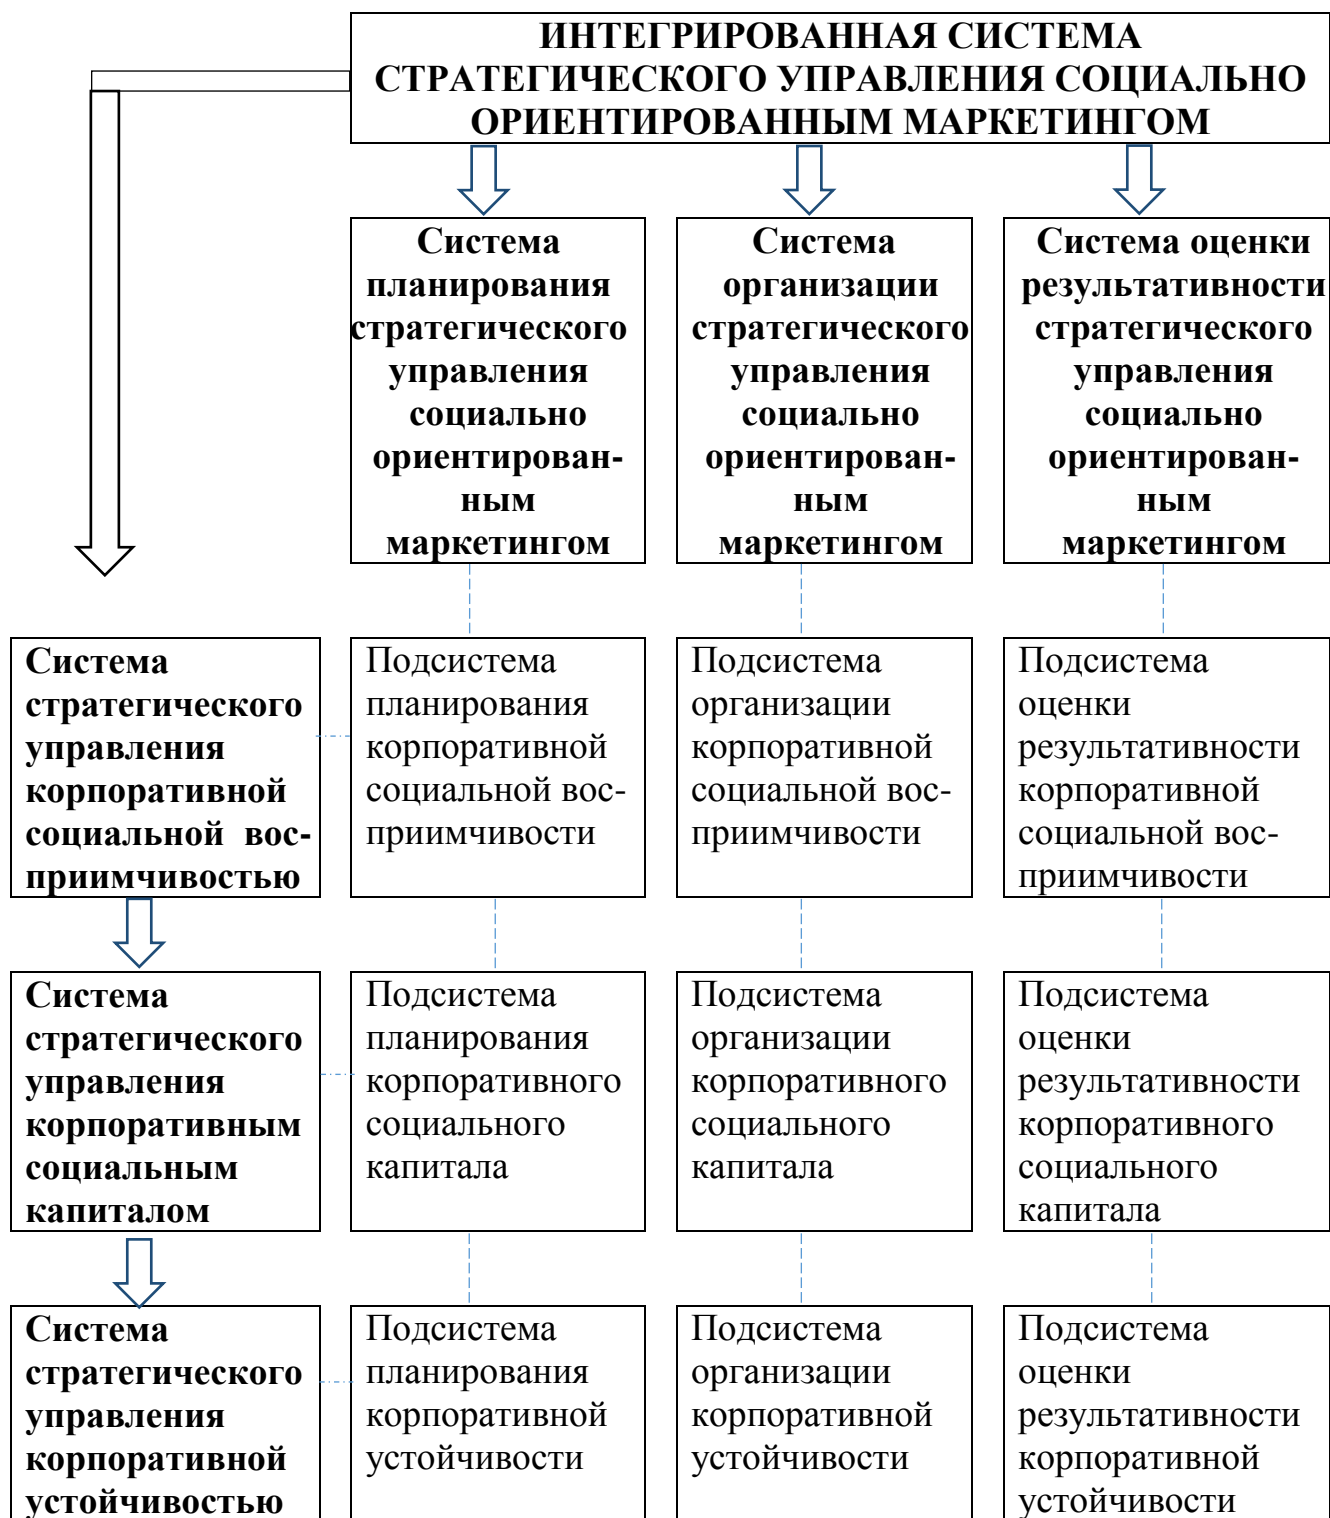 ИНТЕГРИРОВАННАЯ СИСТЕМА
СТРАТЕГИЧЕСКОГО УПРАВЛЕНИЯ СОЦИАЛЬНО
ОРИЕНТИРОВАННЫМ МАРКЕТИНГОМ
Система
планирования
стратегического
управления
социально
ориентирован-
ным
маркетингом
Система
организации
стратегического
управления
социально
ориентирован-
ным
маркетингом
Система оценки
результативности
стратегического
управления
социально
ориентирован-
ным
маркетингом
Система
стратегического
управления
корпоративной
социальной вос-
приимчивостью
Подсистема
планирования
корпоративной
социальной вос-
приимчивости
Подсистема
организации
корпоративной
социальной вос-
приимчивости
Подсистема
оценки
результативности
корпоративной
социальной вос-
приимчивости
Система
стратегического
управления
корпоративным
социальным
капиталом
Подсистема
планирования
корпоративного
социального
капитала
Подсистема
организации
корпоративного
социального
капитала
Подсистема
оценки
результативности
корпоративного
социального
капитала
Система
стратегического
управления
корпоративной
устойчивостью
Подсистема
планирования
корпоративной
устойчивости
Подсистема
организации
корпоративной
устойчивости
Подсистема
оценки
результативности
корпоративной
устойчивости